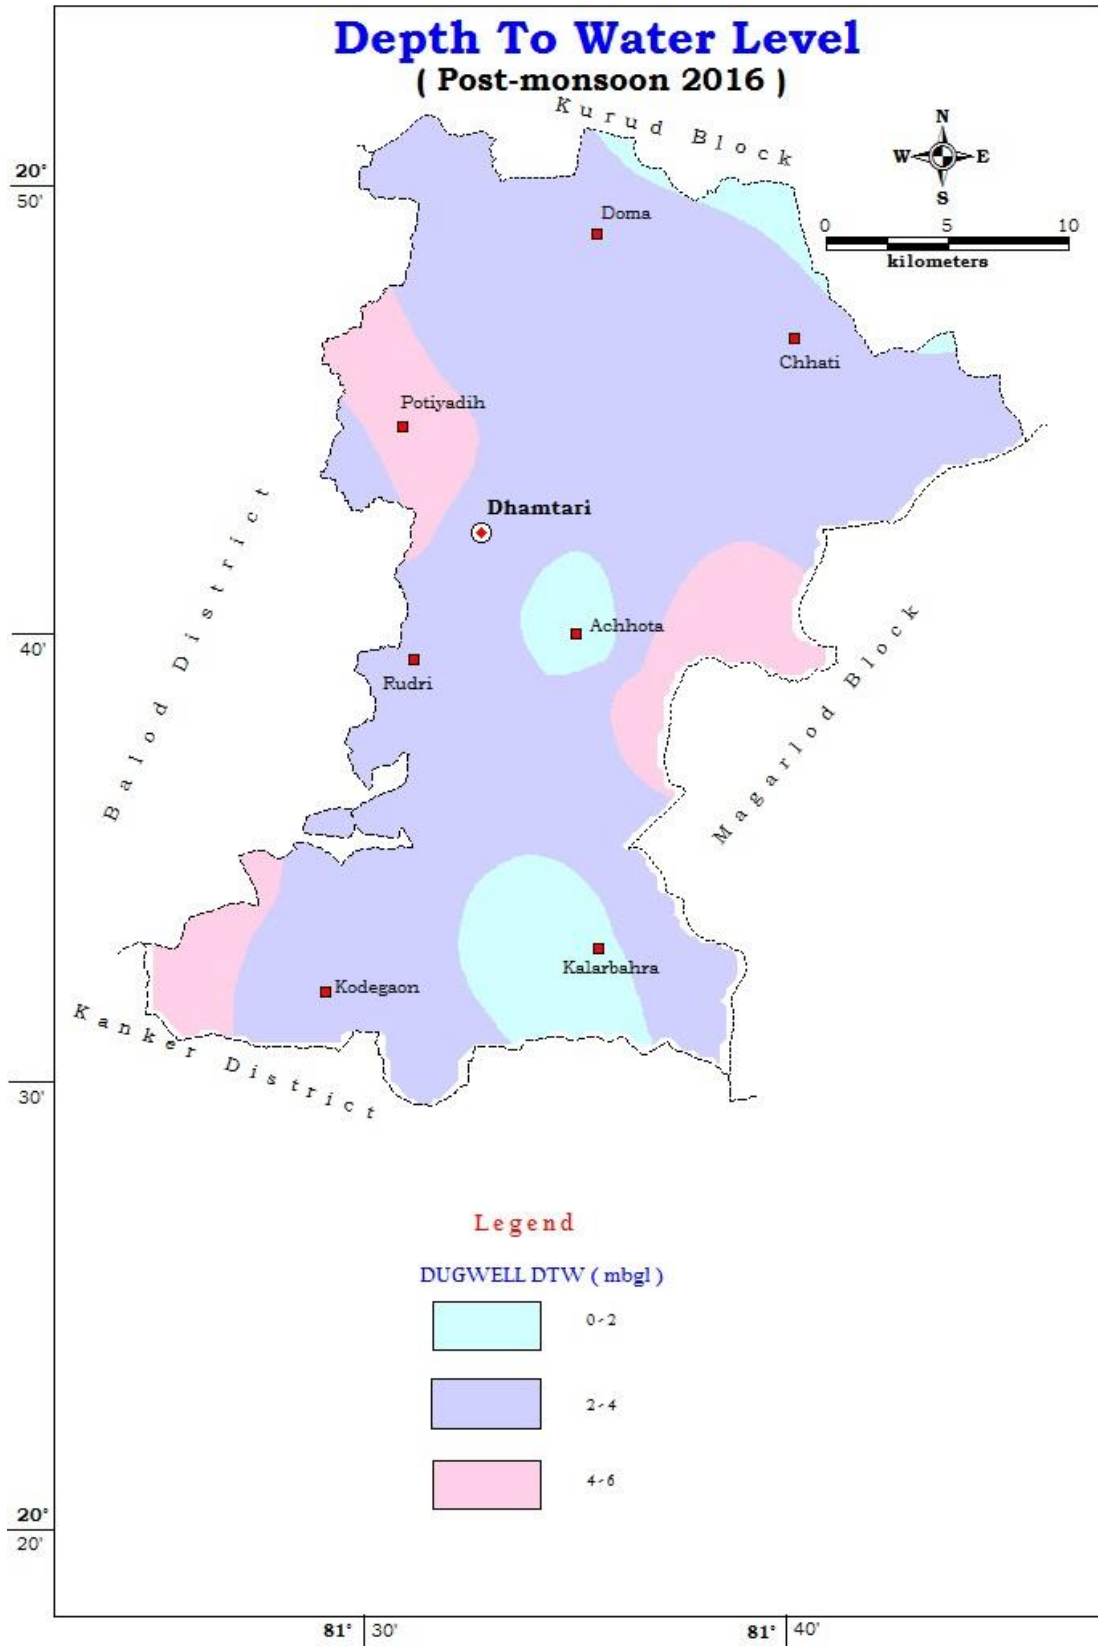 Depth To Water Level
( Post-monsoon 2016 )
Kurud Block
N
W E
S
20°
50'
0 5 10
kilometers
Doma
Chhati
Potiyadih
Dhamtari
Balod District
40'
Achhota
Rudri
Magarlod Block
Kalarbahra
Kodegaon
Kanker District
30'
Legend
DUGWELL DTW ( mbgl )
0-2
2-4
4-6
20°
20'
81° 30' 81° 40'